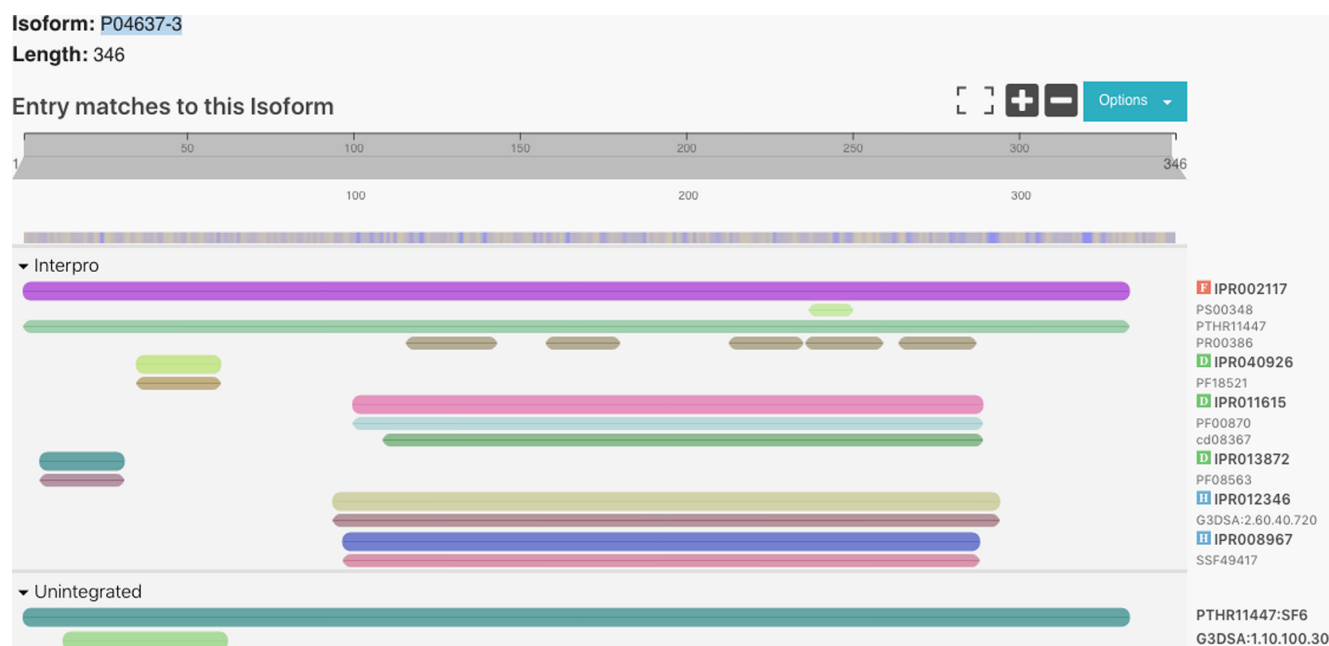 Isoform: P04637-3
Length: 346
Entry matches to this Isoform
Options
50 100 150 200 250 300
1 346
100 200 300
Interpro
F IPR002117
PS00348
PTHR11447
PR00386
D IPR040926
PF18521
D IPR011615
PF00870
cd08367
D IPR013872
PF08563
H IPR012346
G3DSA:2.60.40.720
H IPR008967
SSF49417
Unintegrated
PTHR11447:SF6
G3DSA:1.10.100.30